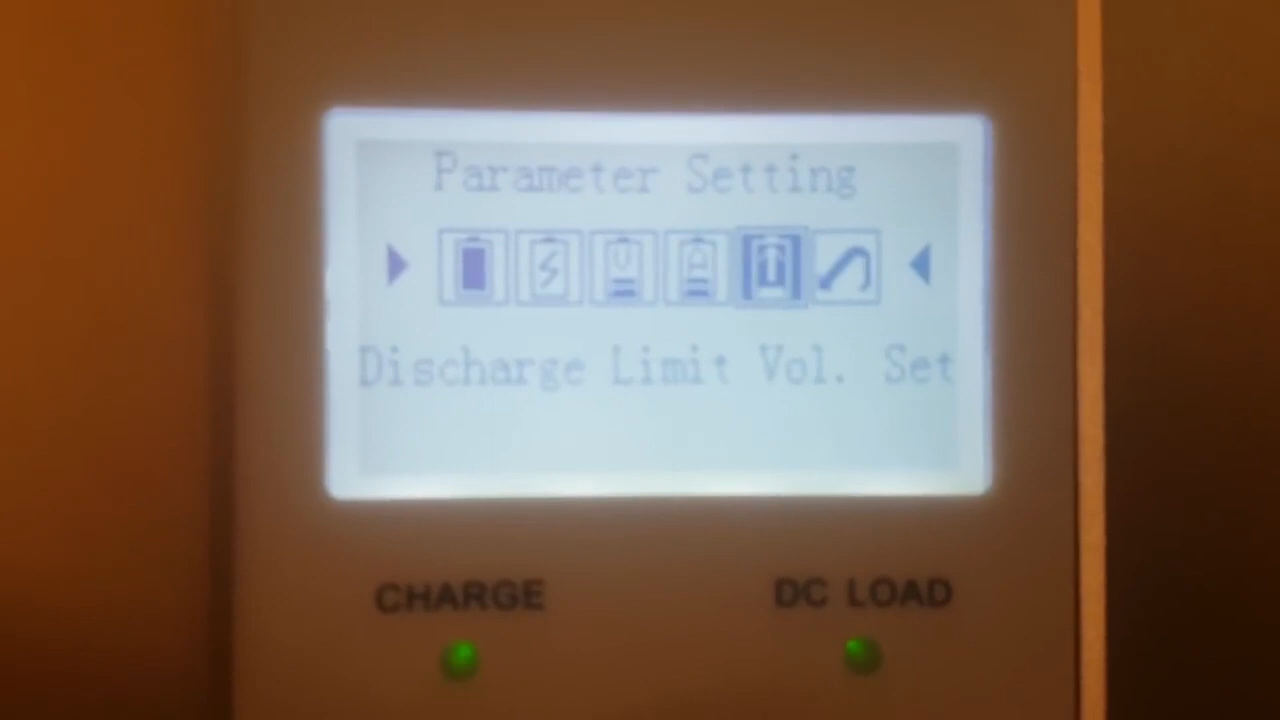 Parameter Setting
Discharge Limit Vol. Set
CHARGE
DC LOAD